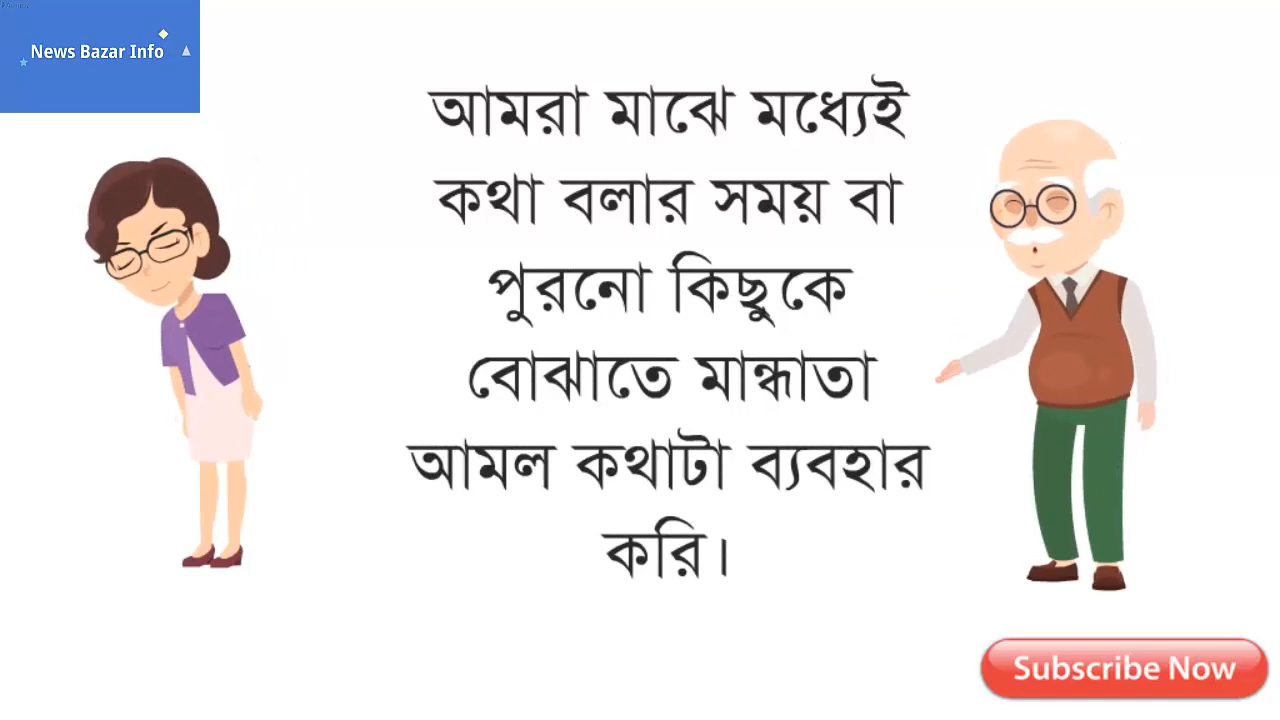 News Bazar Info
আমরা মাঝে মধ্যেই
কথা বলার সময় বা
পুরনো কিছুকে
বোঝাতে মান্ধাতা
আমল কথাটা ব্যবহার
করি।
Subscribe Now